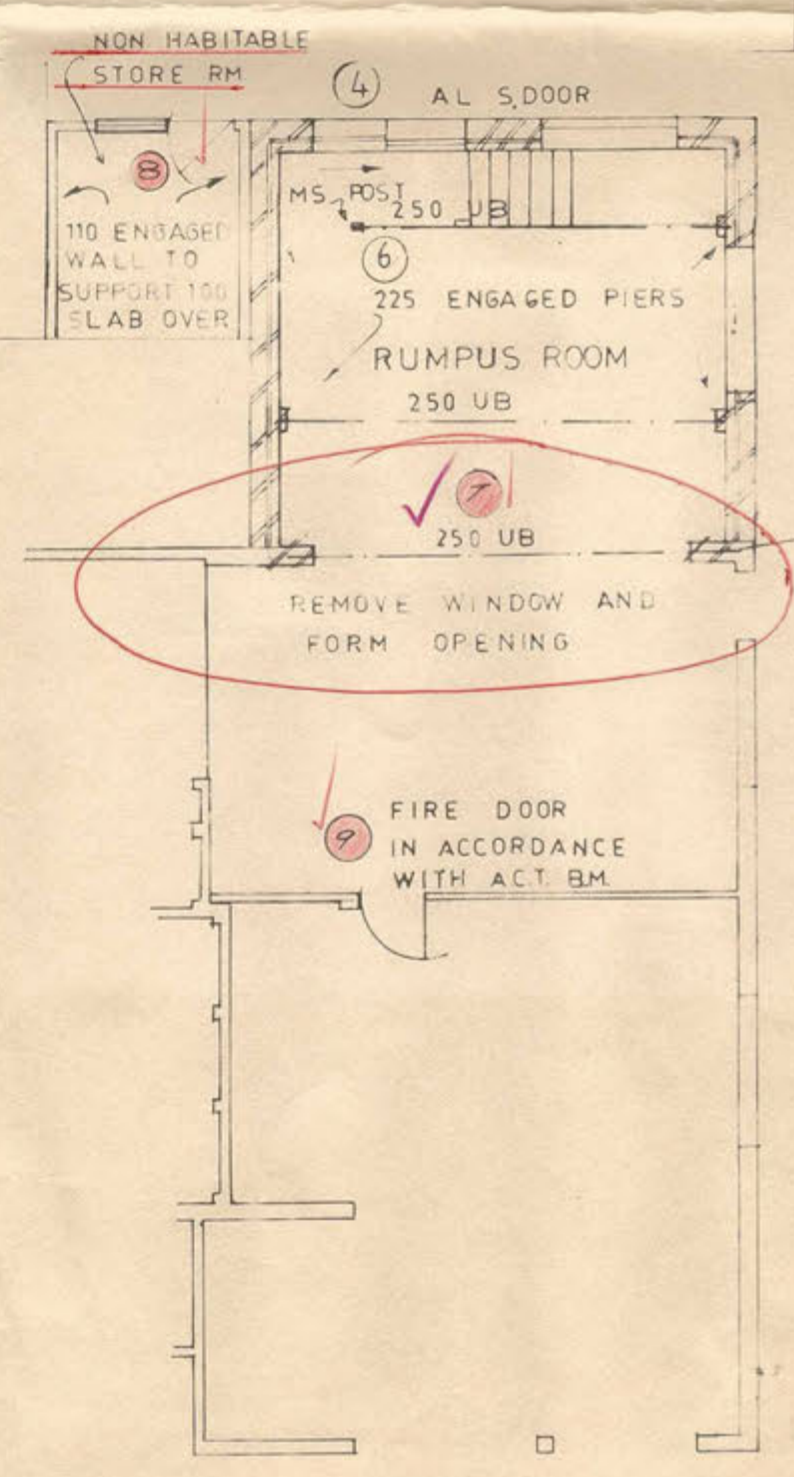 NON HABITABLE
STORE RM
4
AL S.DOOR
8
MS POST
250 UB
110 ENGAGED
WALL TO
SUPPORT 100
SLAB OVER
6
225 ENGAGED PIERS
RUMPUS ROOM
250 UB
7
250 UB
REMOVE WINDOW AND
FORM OPENING
9
FIRE DOOR
IN ACCORDANCE
WITH A.C.T. B.M.